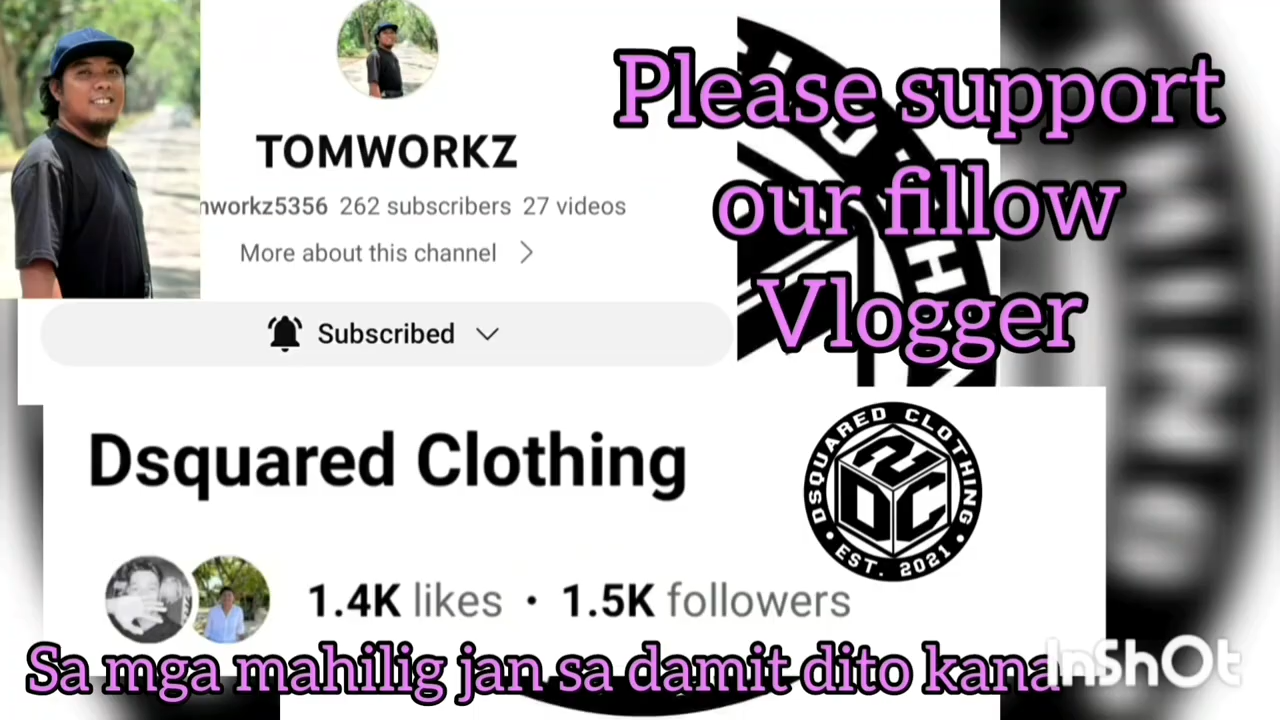 TOMWORKZ
nworkz5356 262 subscribers 27 videos
More about this channel
Subscribed
Please support
our fillow
Vlogger
Dsquared Clothing
DSQUARED CLOTHING
2
DC
EST. 2021
1.4K likes • 1.5K followers
Sa mga mahilig jan sa damit dito kana
InShOt